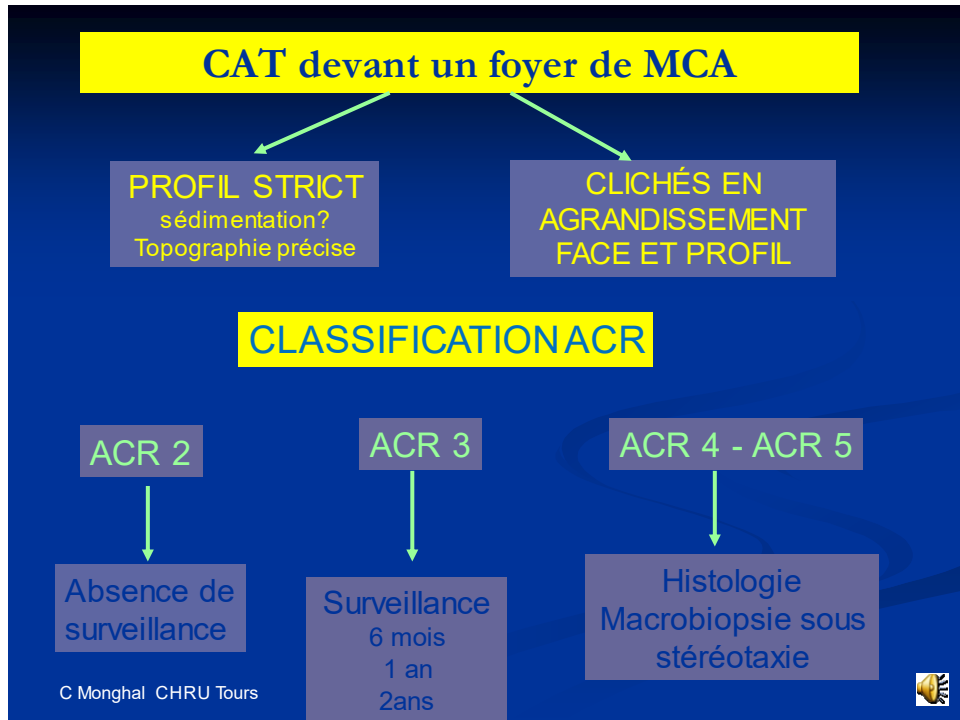 CAT devant un foyer de MCA
PROFIL STRICT
sédimentation?
Topographie précise
CLICHÉS EN
AGRANDISSEMENT
FACE ET PROFIL
CLASSIFICATION ACR
ACR 2
ACR 3
ACR 4 - ACR 5
Absence de
surveillance
Surveillance
6 mois
1 an
2ans
Histologie
Macrobiopsie sous
stéréotaxie
C Monghal CHRU Tours